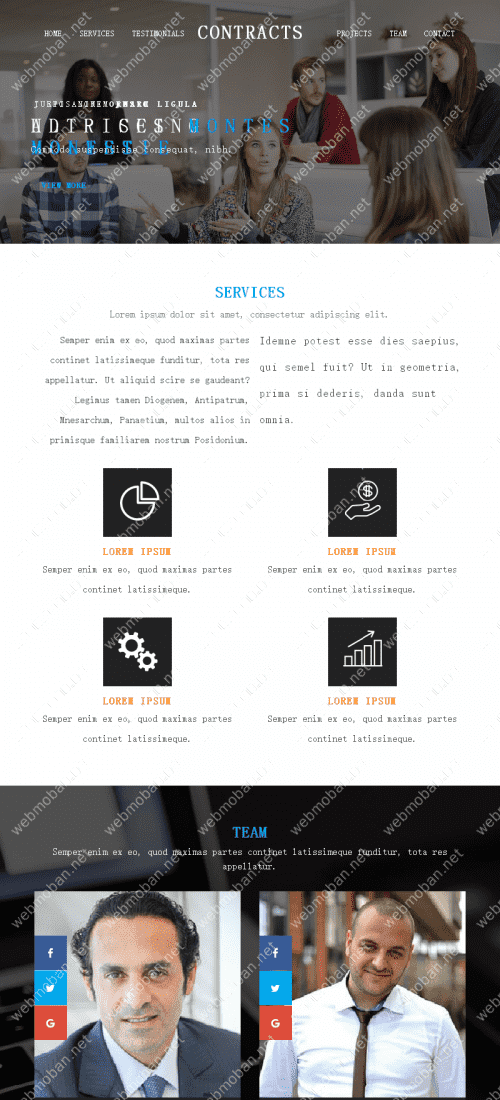 HOME SERVICES TESTIMONIALS CONTRACTS PROJECTS TEAM CONTACT
LIGULA
MONTES
Commodo suspendisse consequat, nibh.
VIEW MORE
SERVICES
Lorem ipsum dolor sit amet, consectetur adipiscing elit.
Semper enim ex eo, quod maximas partes
continet latissimeque funditur, tota res
appellatur. Ut aliquid scire se gaudeant?
Legimus tamen Diogenem, Antipatrum,
Mnesarchum, Panaetium, multos alios in
primisque familiarem nostrum Posidonium.
Idemne potest esse dies saepius,
qui semel fuit? Ut in geometria,
prima si dederis, danda sunt
omnia.
LOREM IPSUM
Semper enim ex eo, quod maximas partes
continet latissimeque.
LOREM IPSUM
Semper enim ex eo, quod maximas partes
continet latissimeque.
LOREM IPSUM
Semper enim ex eo, quod maximas partes
continet latissimeque.
LOREM IPSUM
Semper enim ex eo, quod maximas partes
continet latissimeque.
TEAM
Semper enim ex eo, quod maximas partes continet latissimeque funditur, tota res
appellatur.
webmoban.net